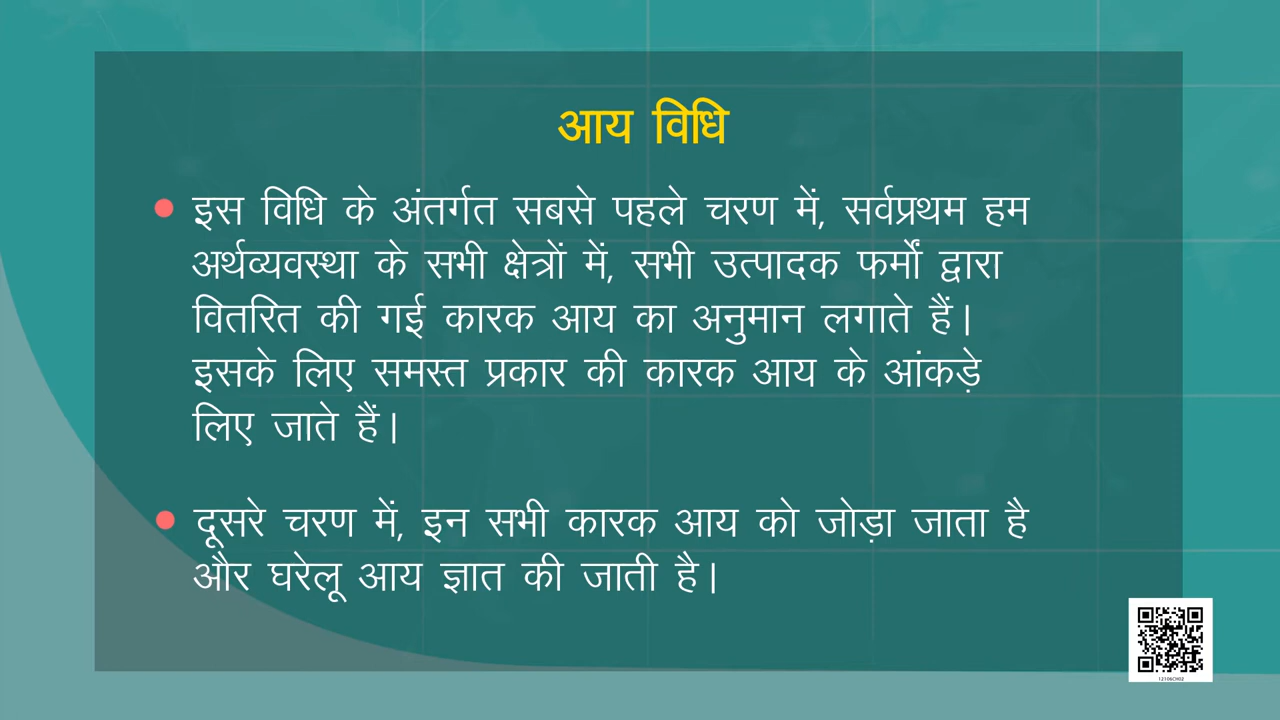 आय विधि
इस विधि के अंतर्गत सबसे पहले चरण में, सर्वप्रथम हम
अर्थव्यवस्था के सभी क्षेत्रों में, सभी उत्पादक फर्मों द्वारा
वितरित की गई कारक आय का अनुमान लगाते हैं।
इसके लिए समस्त प्रकार की कारक आय के आंकड़े
लिए जाते हैं।
दूसरे चरण में, इन सभी कारक आय को जोड़ा जाता है
और घरेलू आय ज्ञात की जाती है।
12106CH02